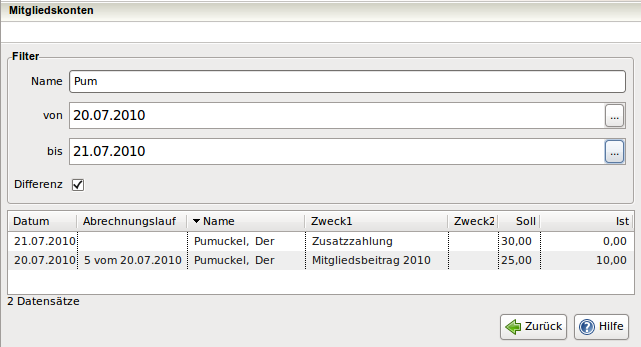 Mitgliedskonten
Filter
Name Pum
von 20.07.2010 ...
bis 21.07.2010 ...
Differenz
Datum Abrechnungslauf Name Zweck1 Zweck2 Soll Ist
21.07.2010 Pumuckel, Der Zusatzzahlung 30,00 0,00
20.07.2010 5 vom 20.07.2010 Pumuckel, Der Mitgliedsbeitrag 2010 25,00 10,00
2 Datensätze
Zurück ? Hilfe